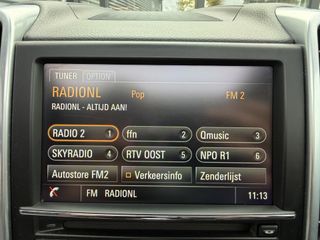 TUNER OPTION
RADIONL Pop FM 2
RADIONL - ALTIJD AAN!
RADIO 2 1 ffn 2 Qmusic 3
SKYRADIO 4 RTV OOST 5 NPO R1 6
Autostore FM2 Verkeersinfo Zenderlijst
FM RADIONL 11:13